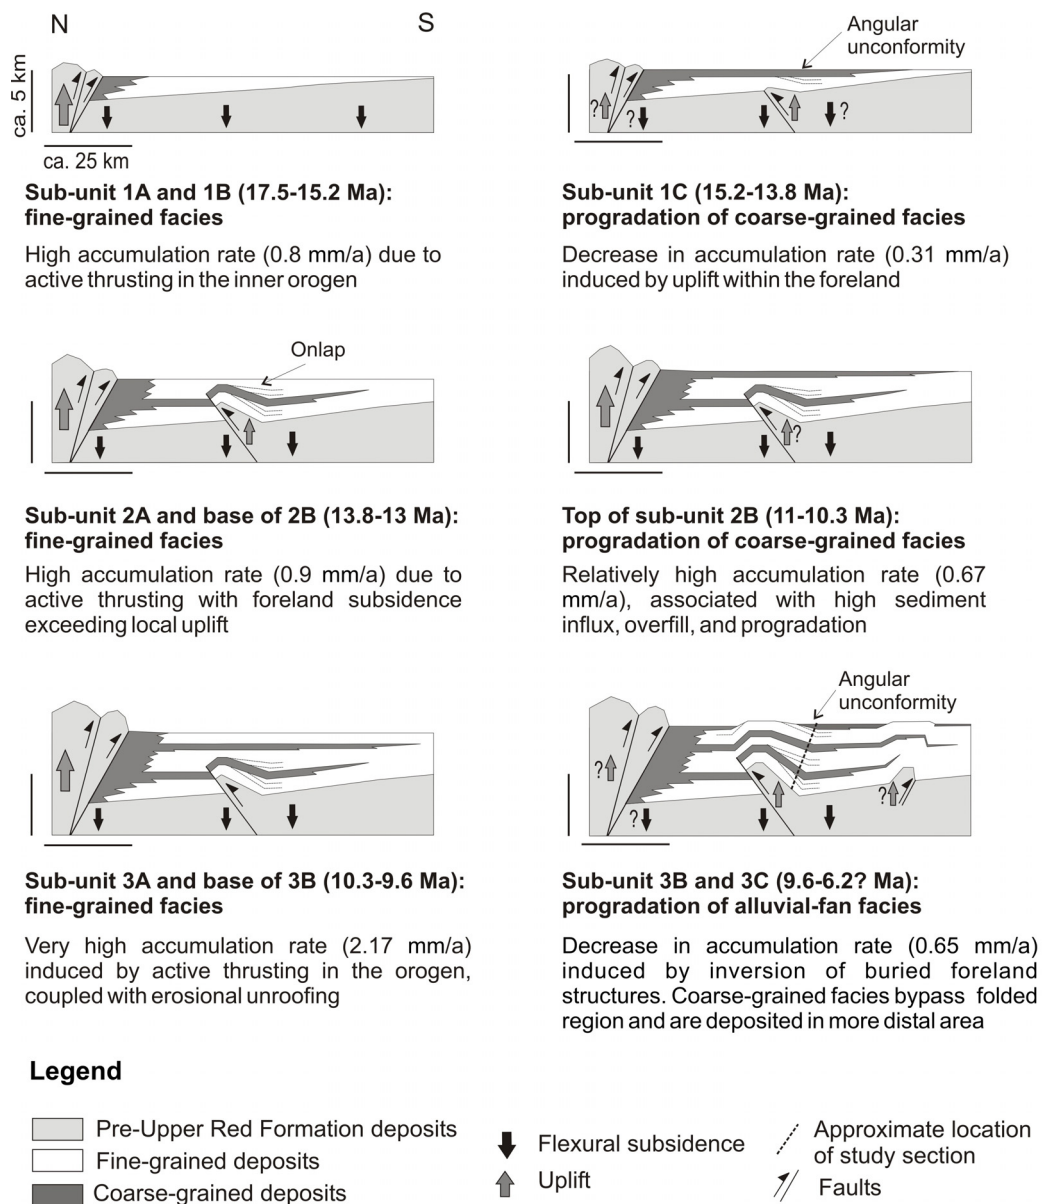 N
S
ca. 5 km
ca. 25 km
Sub-unit 1A and 1B (17.5-15.2 Ma):
fine-grained facies
High accumulation rate (0.8 mm/a) due to
active thrusting in the inner orogen
Angular
unconformity
?
?
?
Sub-unit 1C (15.2-13.8 Ma):
progradation of coarse-grained facies
Decrease in accumulation rate (0.31 mm/a)
induced by uplift within the foreland
Onlap
Sub-unit 2A and base of 2B (13.8-13 Ma):
fine-grained facies
High accumulation rate (0.9 mm/a) due to
active thrusting with foreland subsidence
exceeding local uplift
?
Top of sub-unit 2B (11-10.3 Ma):
progradation of coarse-grained facies
Relatively high accumulation rate (0.67
mm/a), associated with high sediment
influx, overfill, and progradation
Sub-unit 3A and base of 3B (10.3-9.6 Ma):
fine-grained facies
Very high accumulation rate (2.17 mm/a)
induced by active thrusting in the orogen,
coupled with erosional unroofing
Angular
unconformity
?
?
?
Sub-unit 3B and 3C (9.6-6.2? Ma):
progradation of alluvial-fan facies
Decrease in accumulation rate (0.65 mm/a)
induced by inversion of buried foreland
structures. Coarse-grained facies bypass folded
region and are deposited in more distal area
Legend
Pre-Upper Red Formation deposits
Fine-grained deposits
Coarse-grained deposits
Flexural subsidence
Uplift
Approximate location
of study section
Faults